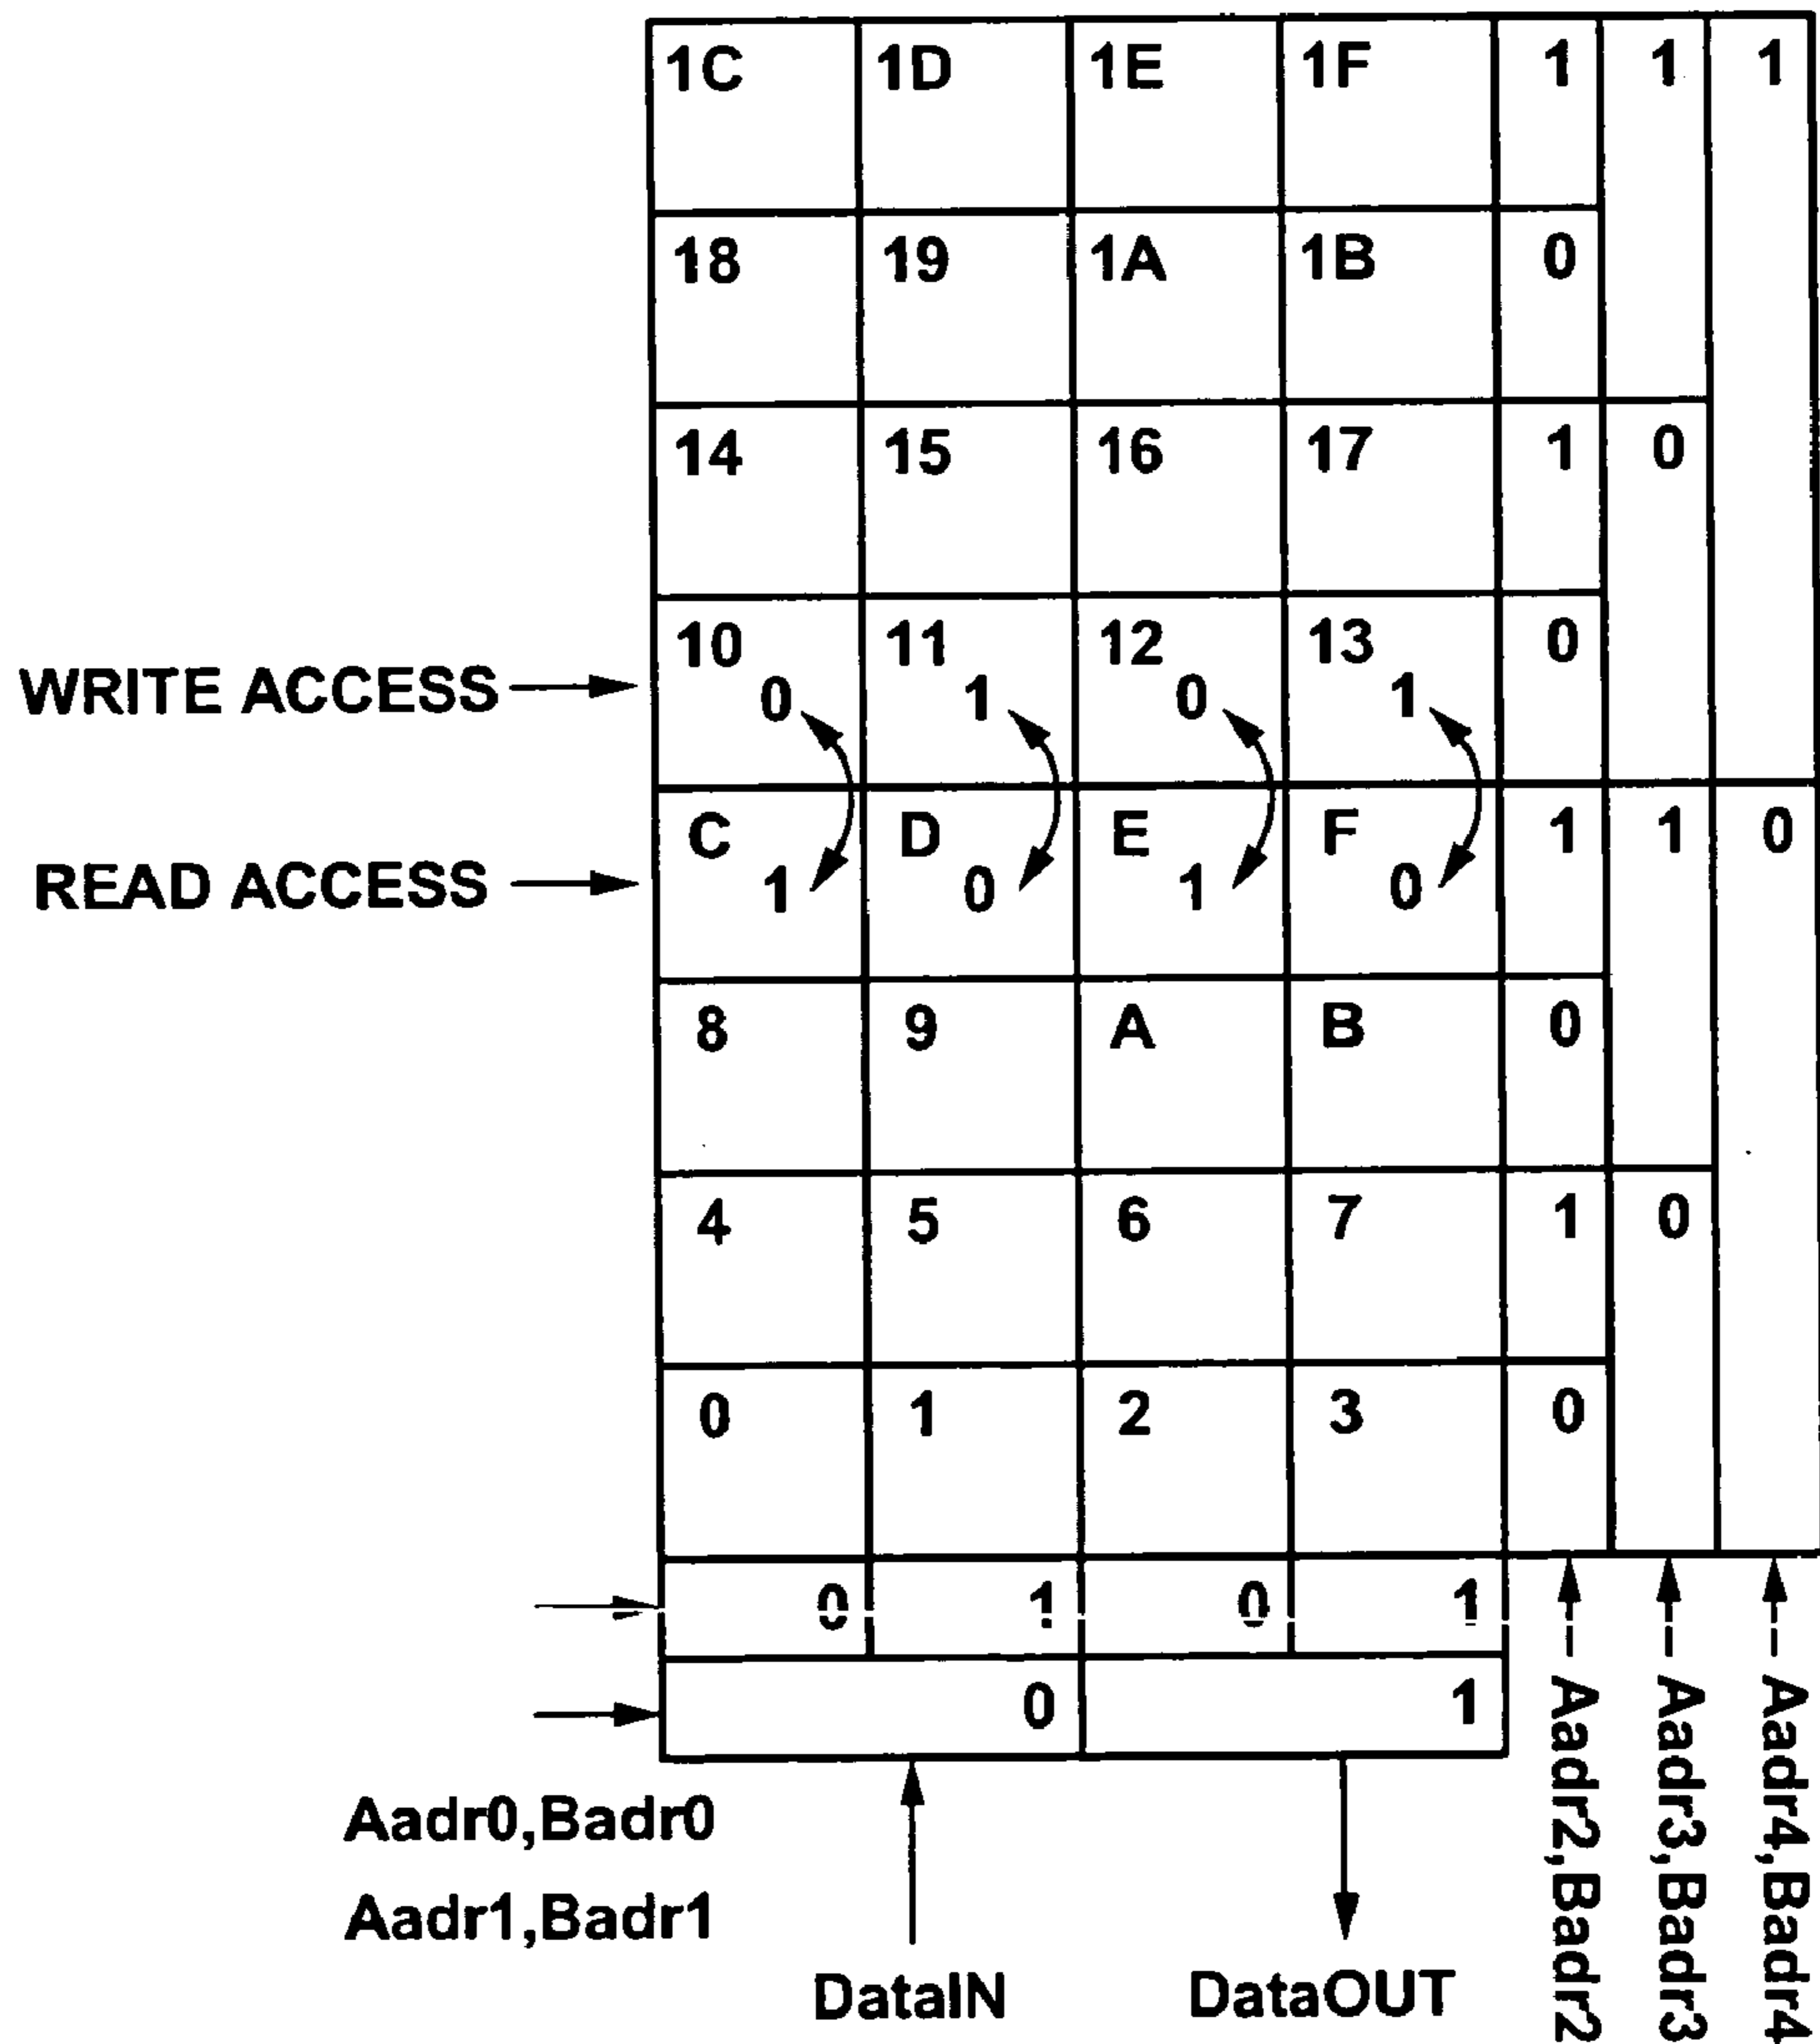 1C 1D 1E 1F 1 1 1
18 19 1A 1B 0
14 15 16 17 1 0
10 11 12 13 0
WRITE ACCESS 0 1 0 1
C D E F 1 1 0
READ ACCESS 1 0 1 0
8 9 A B 0
4 5 6 7 1 0
0 1 2 3 0
0 1 0 1
0 1
Aadr0,Badr0
Aadr1,Badr1
DataIN DataOUT
Aadr2,Badr2
Aadr3,Badr3
Aadr4,Badr4